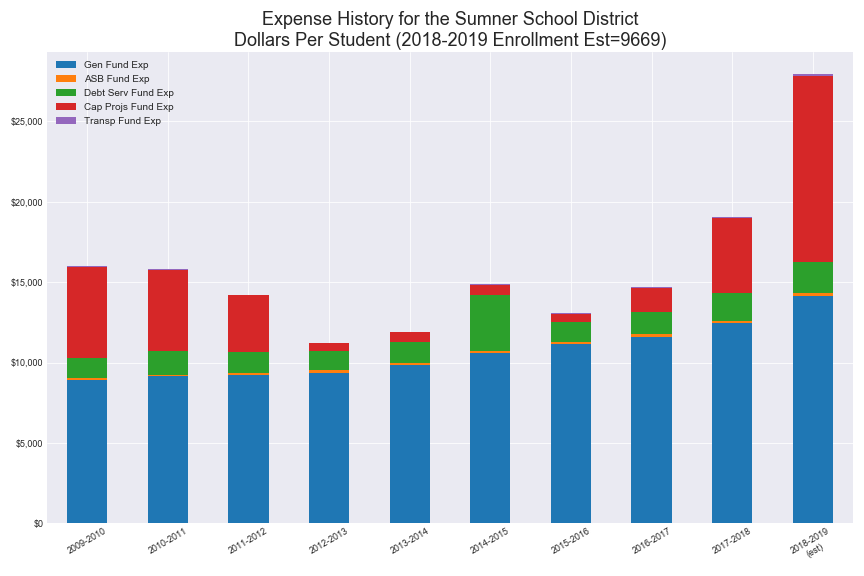 Expense History for the Sumner School District
Dollars Per Student (2018-2019 Enrollment Est=9669)
Gen Fund Exp
ASB Fund Exp
Debt Serv Fund Exp
Cap Projs Fund Exp
Transp Fund Exp
$25,000
$20,000
$15,000
$10,000
$5,000
$0
2009-2010
2010-2011
2011-2012
2012-2013
2013-2014
2014-2015
2015-2016
2016-2017
2017-2018
2018-2019
(est)